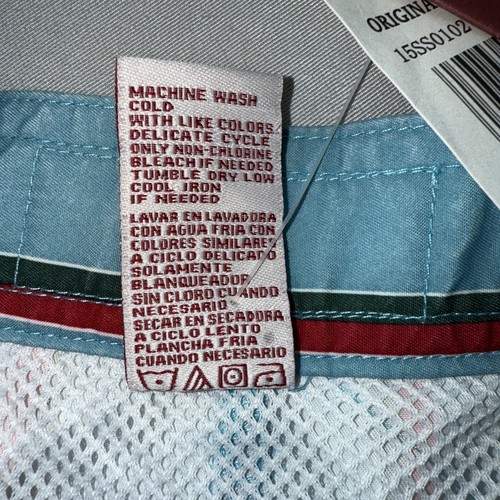 MACHINE WASH
COLD
WITH LIKE COLORS
DELICATE CYCLE
ONLY NON-CHLORINE
BLEACH IF NEEDED
TUMBLE DRY LOW
COOL IRON
IF NEEDED
LAVAR EN LAVADORA
CON AGUA FRIA CON
COLORES SIMILARES
A CICLO DELICADO
SOLAMENTE
BLANQUEADOR
SIN CLORO CUANDO
NECESARIO
SECAR EN SECADORA
A CICLO LENTO
PLANCHA FRIA
CUANDO NECESARIO
ORIGINA
15SS0102